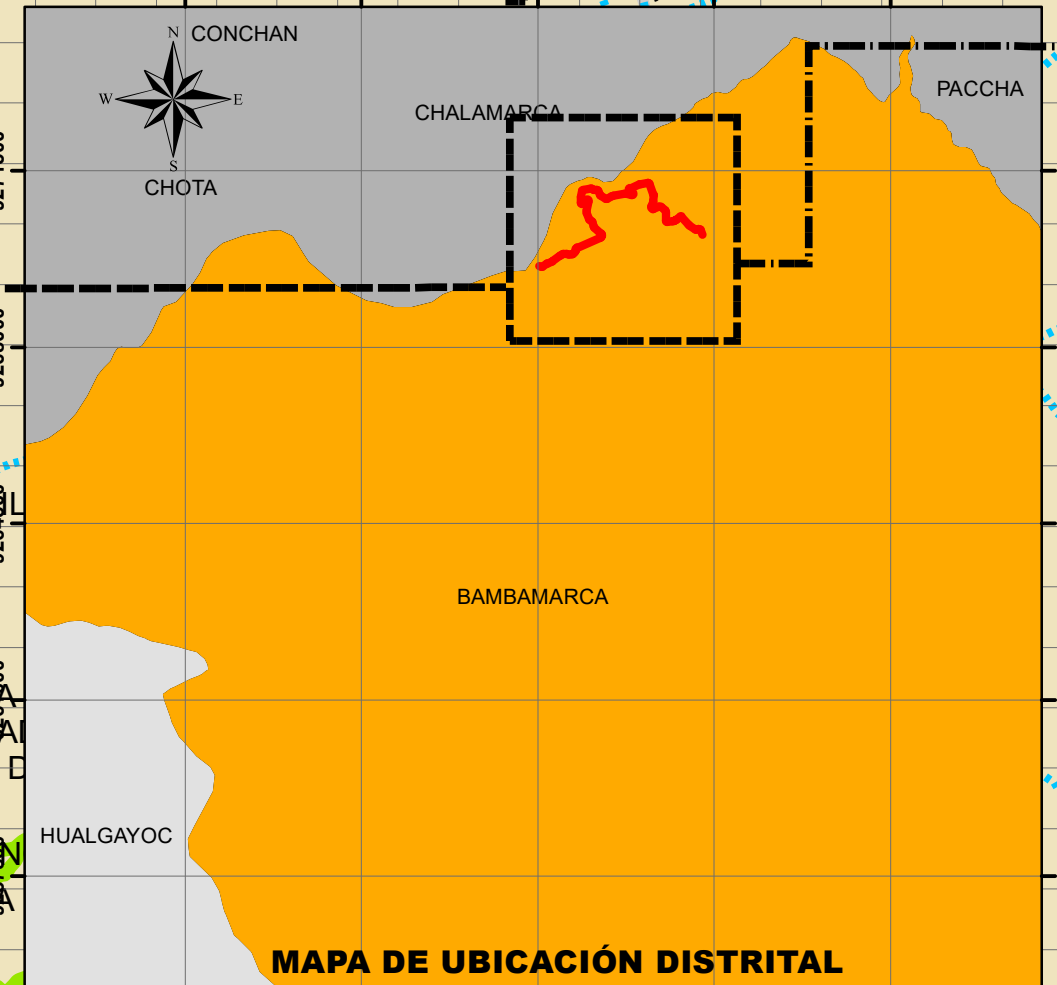 N
CONCHAN
W
E
S
CHOTA
CHALAMARCA
PACCHA
BAMBAMARCA
HUALGAYOC
MAPA DE UBICACIÓN DISTRITAL